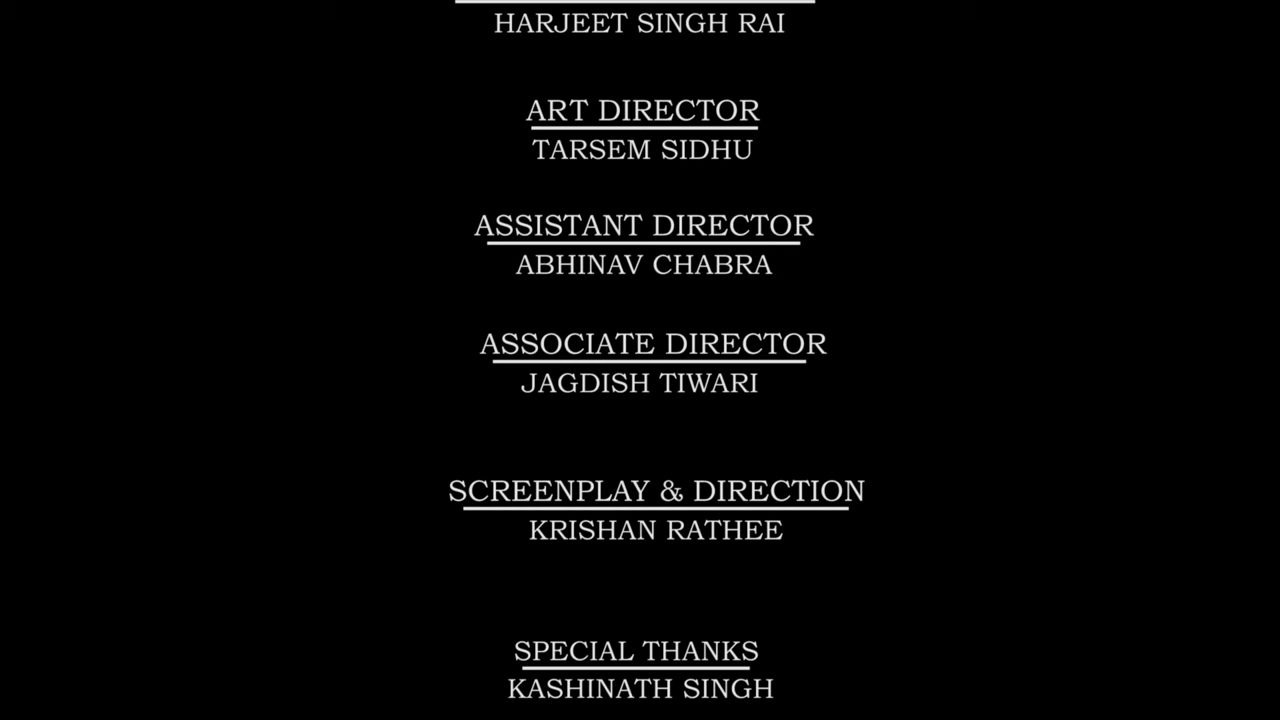 HARJEET SINGH RAI
ART DIRECTOR
TARSEM SIDHU
ASSISTANT DIRECTOR
ABHINAV CHABRA
ASSOCIATE DIRECTOR
JAGDISH TIWARI
SCREENPLAY & DIRECTION
KRISHAN RATHEE
SPECIAL THANKS
KASHINATH SINGH